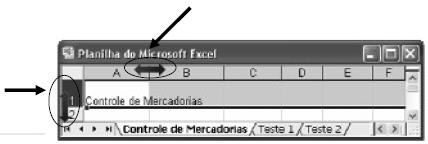 Planilha do Microsoft Excel
A B C D E F
1 Controle de Mercadorias
2
Controle de Mercadorias / Teste 1 / Teste 2 /